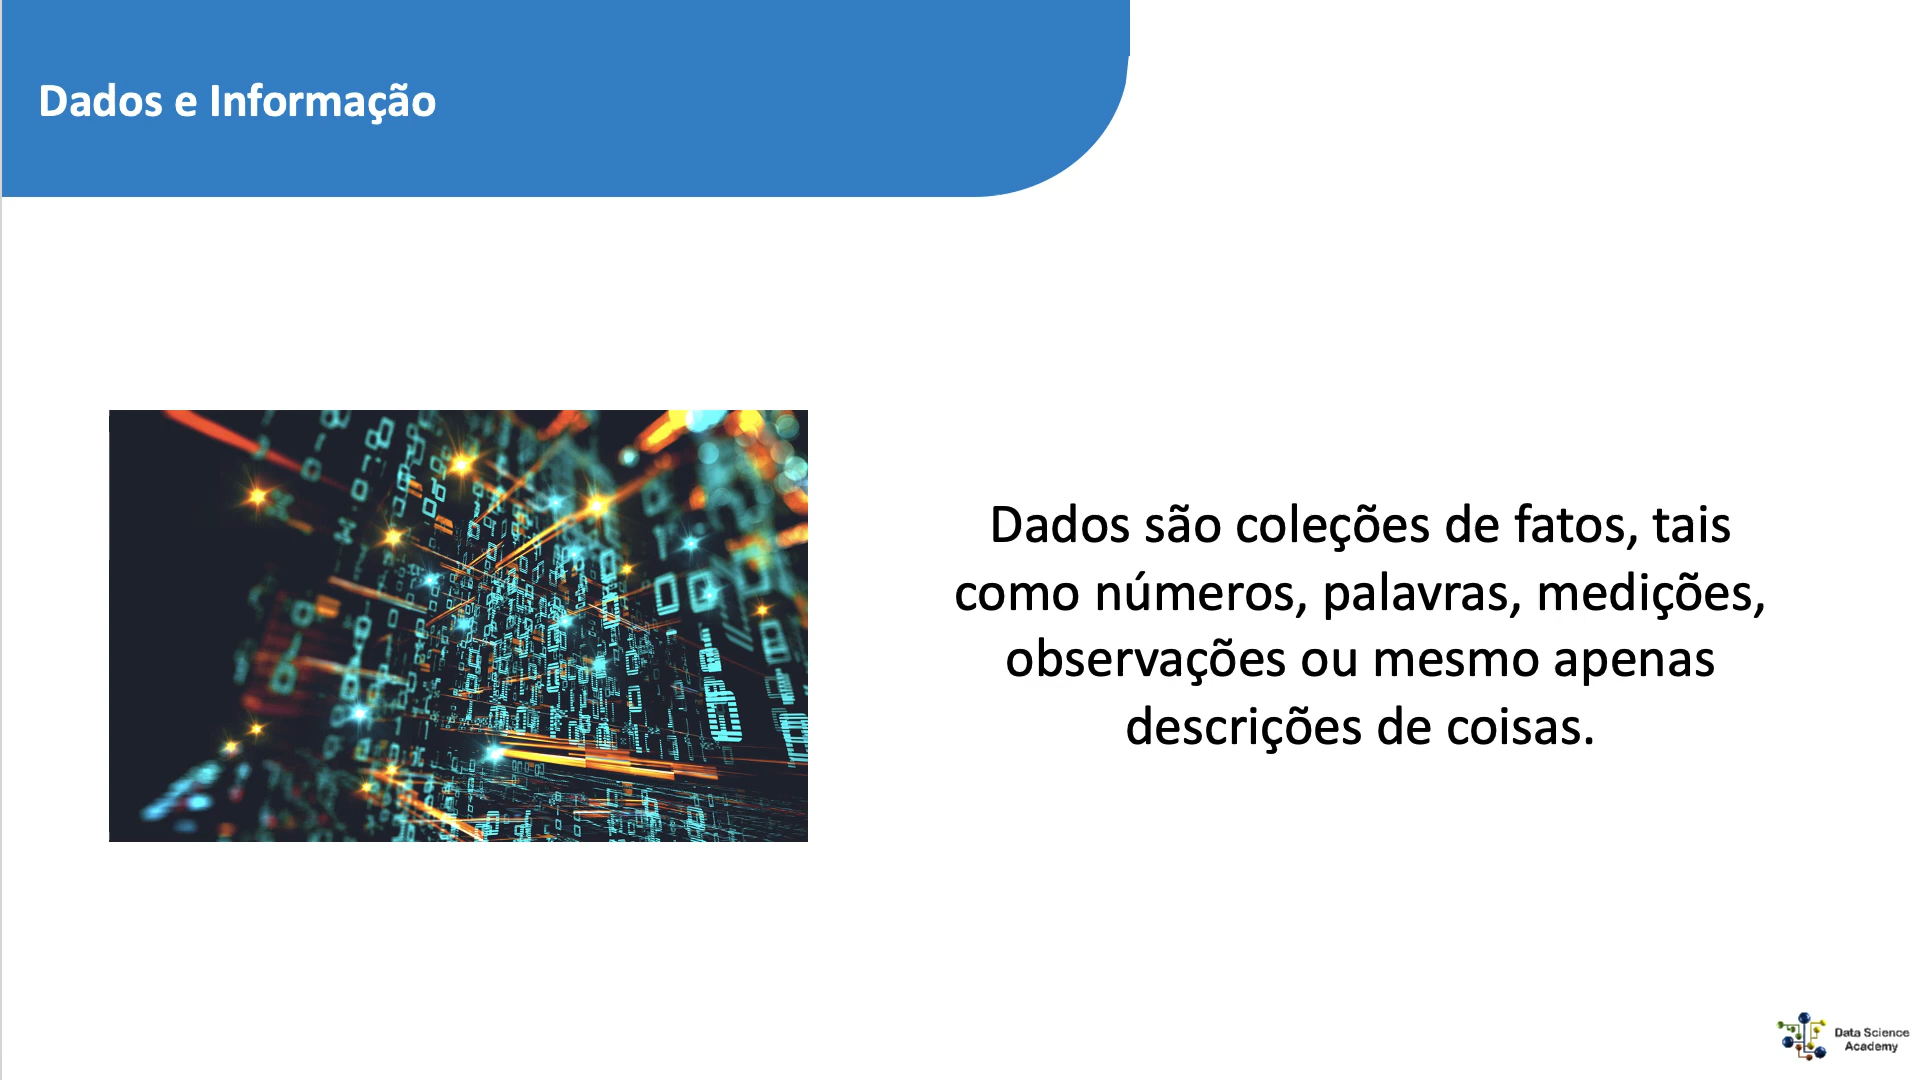 Dados e Informação
Dados são coleções de fatos, tais
como números, palavras, medições,
observações ou mesmo apenas
descrições de coisas.
Data Science
Academy